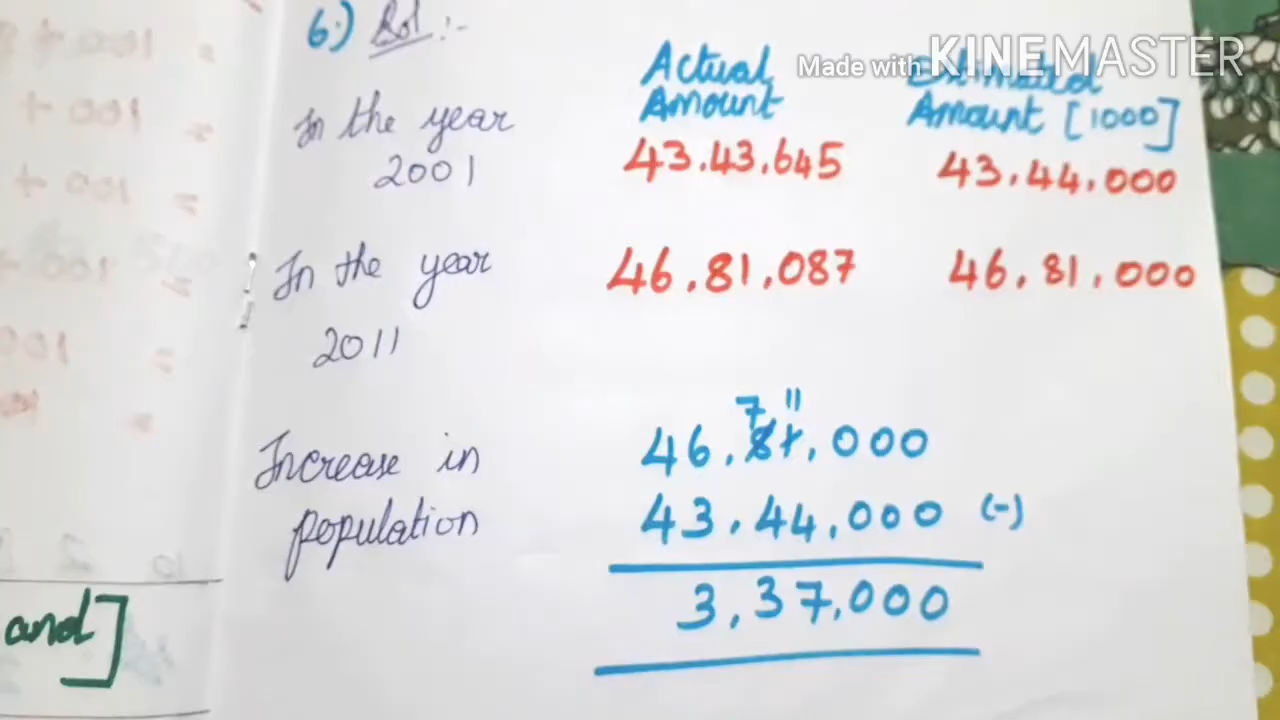 6.) Sol :-
Made with KINEMASTER
Actual Estimated
Amount Amount [1000]
In the year
2001 43.43.645 43.44.000
In the year 46.81.087 46.81.000
2011
7 11
Increase in 46.81.000
population 43.44.000 (-)
3.37,000
and]